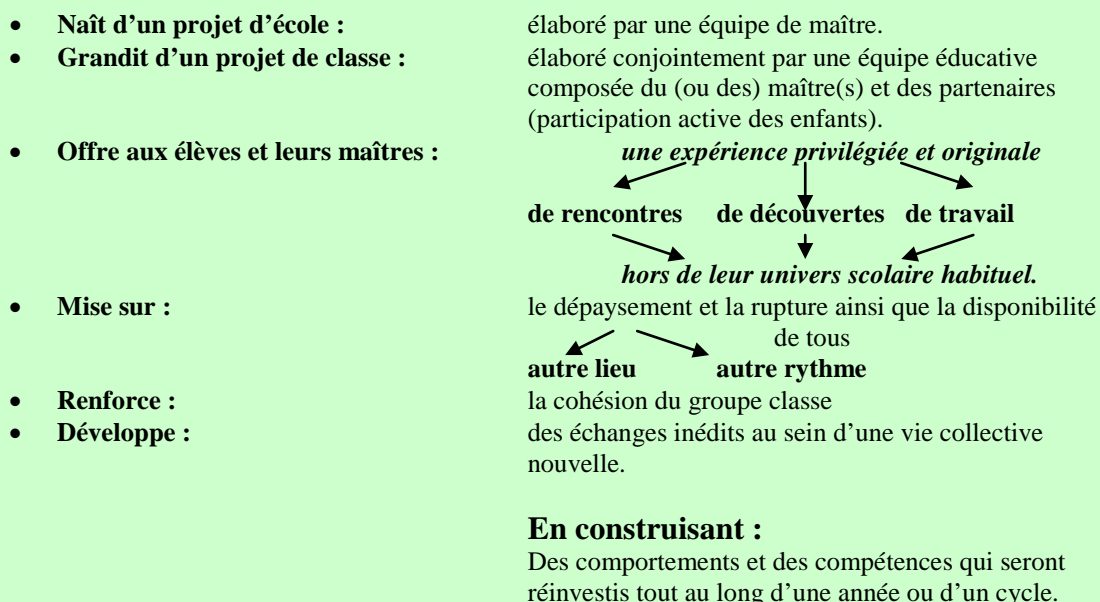 • Naît d’un projet d’école : élaboré par une équipe de maître.
• Grandit d’un projet de classe : élaboré conjointement par une équipe éducative
composée du (ou des) maître(s) et des partenaires
(participation active des enfants).
• Offre aux élèves et leurs maîtres : une expérience privilégiée et originale
de rencontres de découvertes de travail
hors de leur univers scolaire habituel.
• Mise sur : le dépaysement et la rupture ainsi que la disponibilité
de tous
autre lieu autre rythme
• Renforce : la cohésion du groupe classe
• Développe : des échanges inédits au sein d’une vie collective
nouvelle.
En construisant :
Des comportements et des compétences qui seront
réinvestis tout au long d’une année ou d’un cycle.